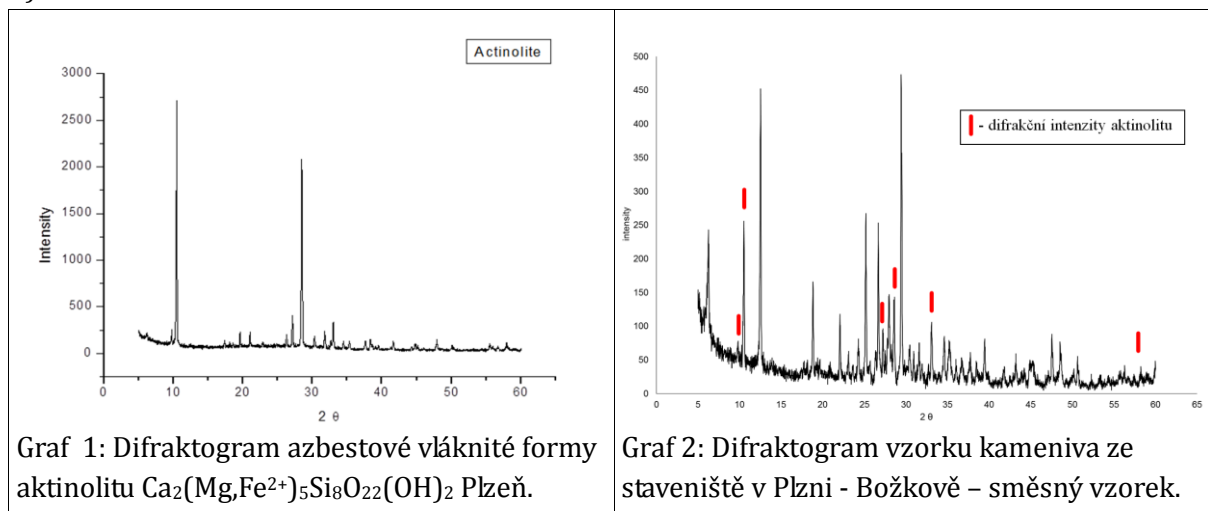 Actinolite
3000
2500
2000
1500
1000
500
0
Intensity
0 10 20 30 40 50 60
2 θ
Graf 1: Difraktogram azbestové vláknité formy
aktinolitu Ca₂(Mg,Fe²⁺)₅Si₈O₂₂(OH)₂ Plzeň.
500
450
400
350
300
250
200
150
100
50
0
intensity
- difrakční intenzity aktinolitu
0 5 10 15 20 25 30 35 40 45 50 55 60 65
2 θ
Graf 2: Difraktogram vzorku kameniva ze
staveniště v Plzni - Božkově – směsný vzorek.